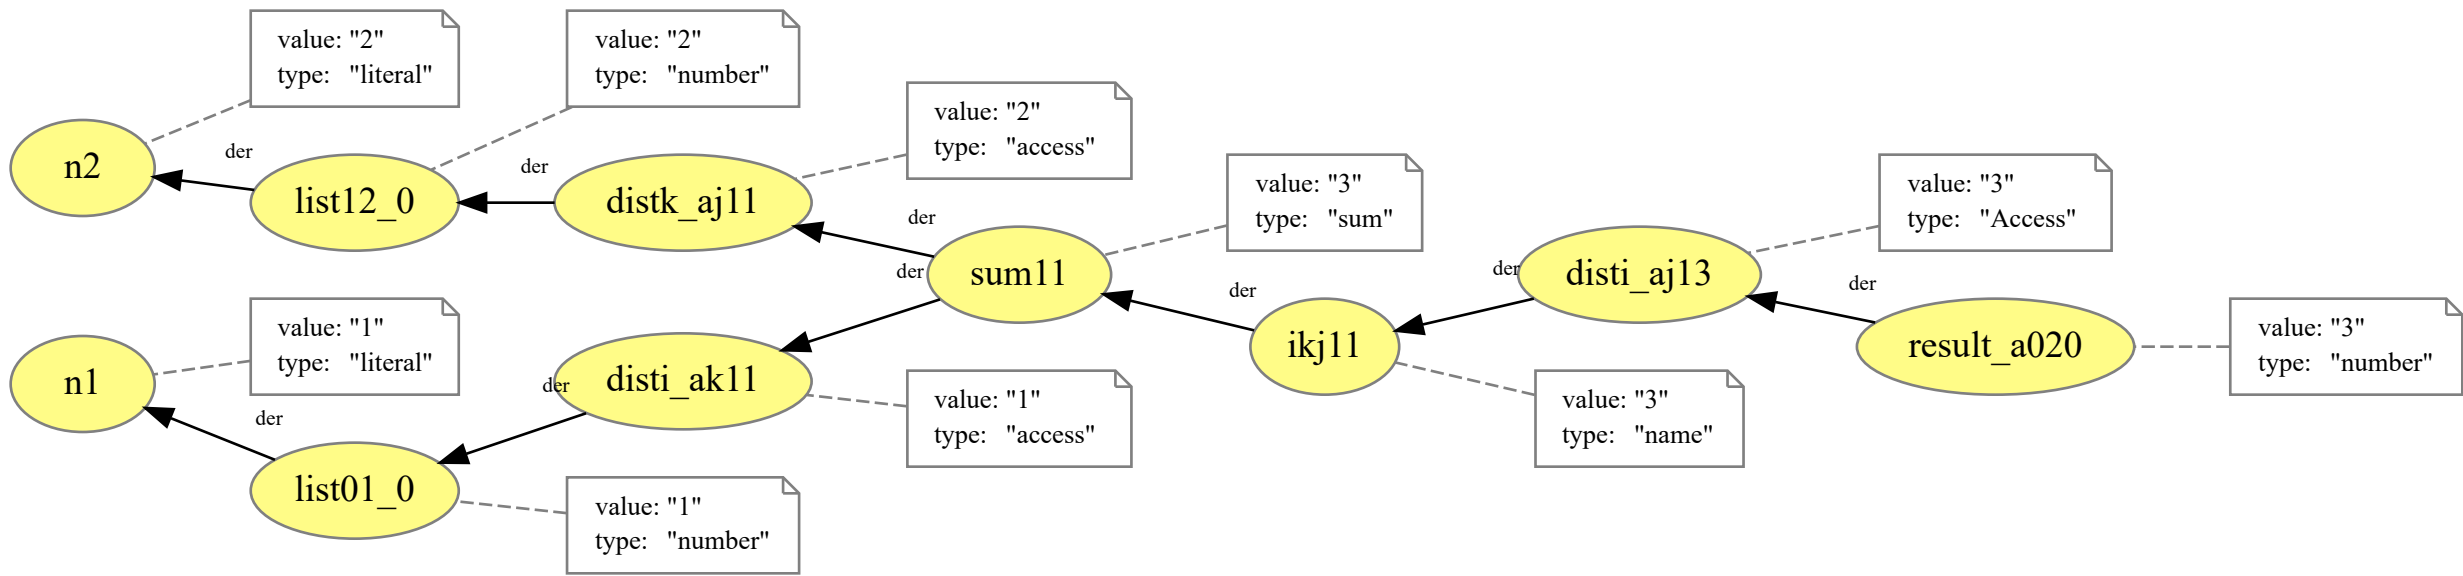 value: "2"
type: "literal"
value: "2"
type: "number"
value: "2"
type: "access"
n2
der
list12_0
der
distk_aj11
der
value: "3"
type: "sum"
value: "3"
type: "Access"
der
sum11
der
disti_aj13
der
value: "1"
type: "literal"
der
ikj11
result_a020
value: "3"
type: "number"
n1
der
disti_ak11
value: "1"
type: "access"
value: "3"
type: "name"
der
list01_0
value: "1"
type: "number"